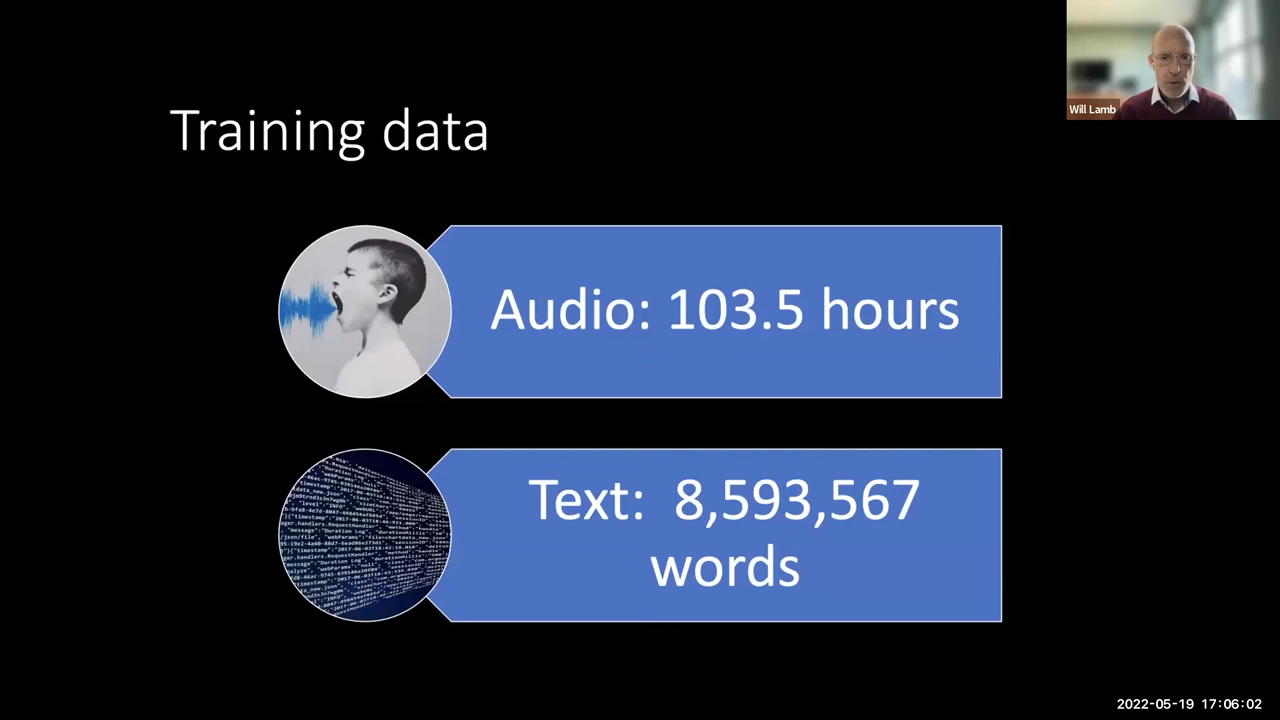 Will Lamb
Training data
Audio: 103.5 hours
Text: 8,593,567
words
2022-05-19 17:06:02